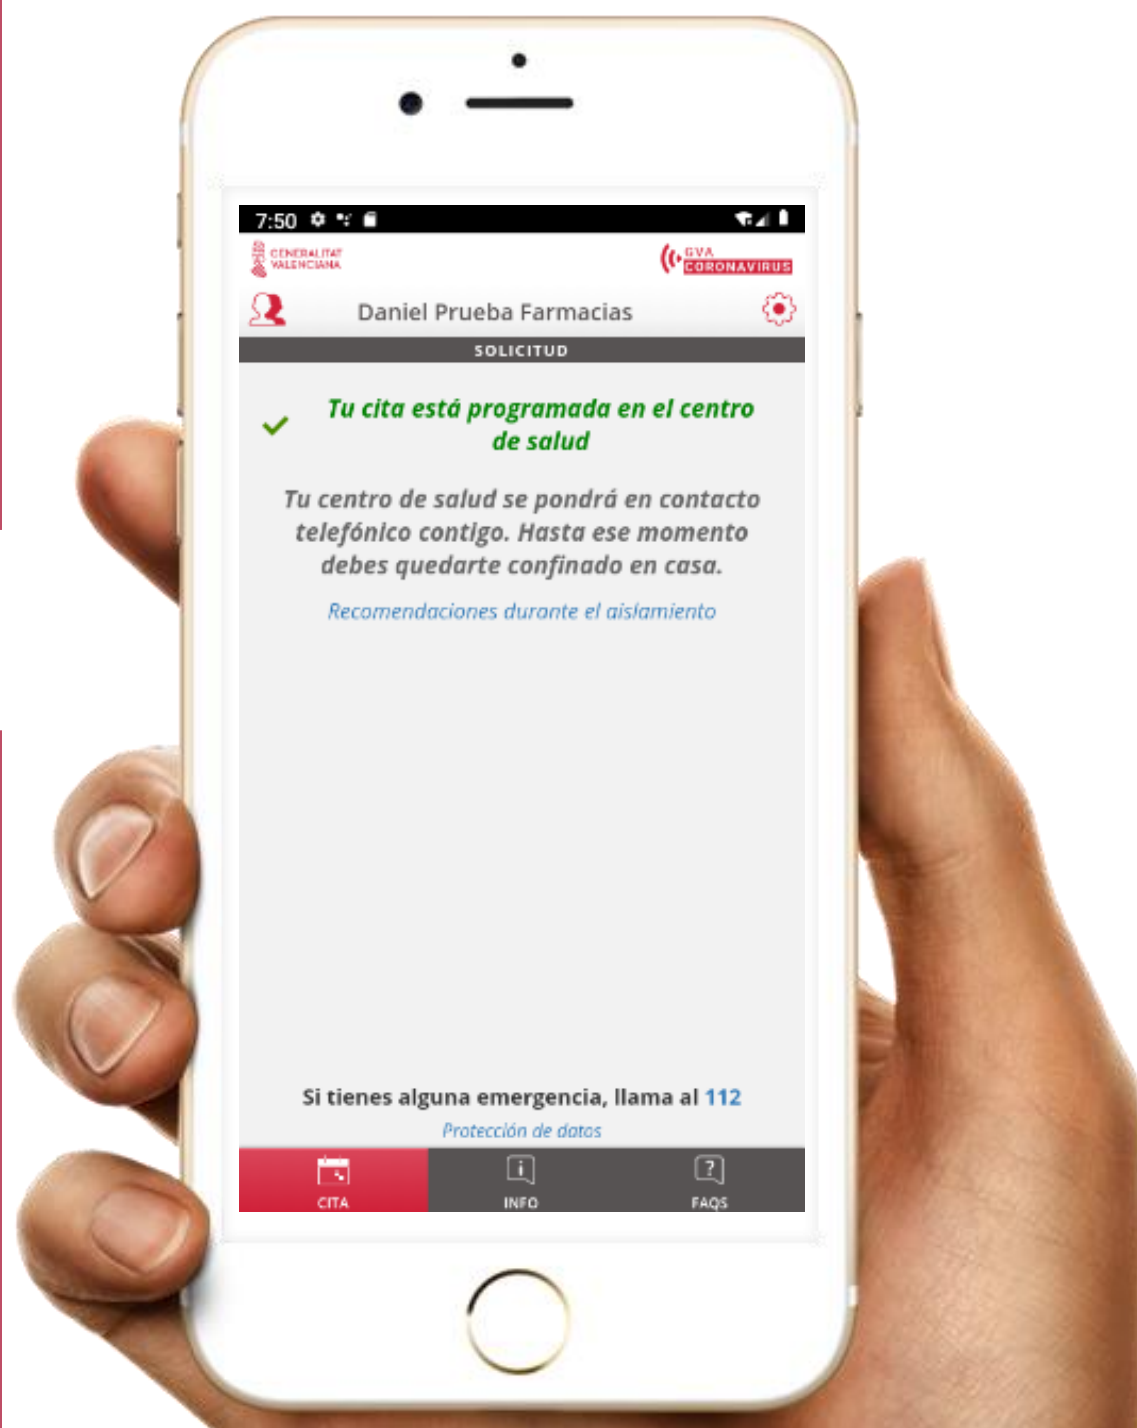 7:50
GENERALITAT
VALENCIANA
GVA
CORONAVIRUS
Daniel Prueba Farmacias
SOLICITUD
Tu cita está programada en el centro
de salud
Tu centro de salud se pondrá en contacto
telefónico contigo. Hasta ese momento
debes quedarte confinado en casa.
Recomendaciones durante el aislamiento
Si tienes alguna emergencia, llama al 112
Protección de datos
CITA
INFO
FAQS